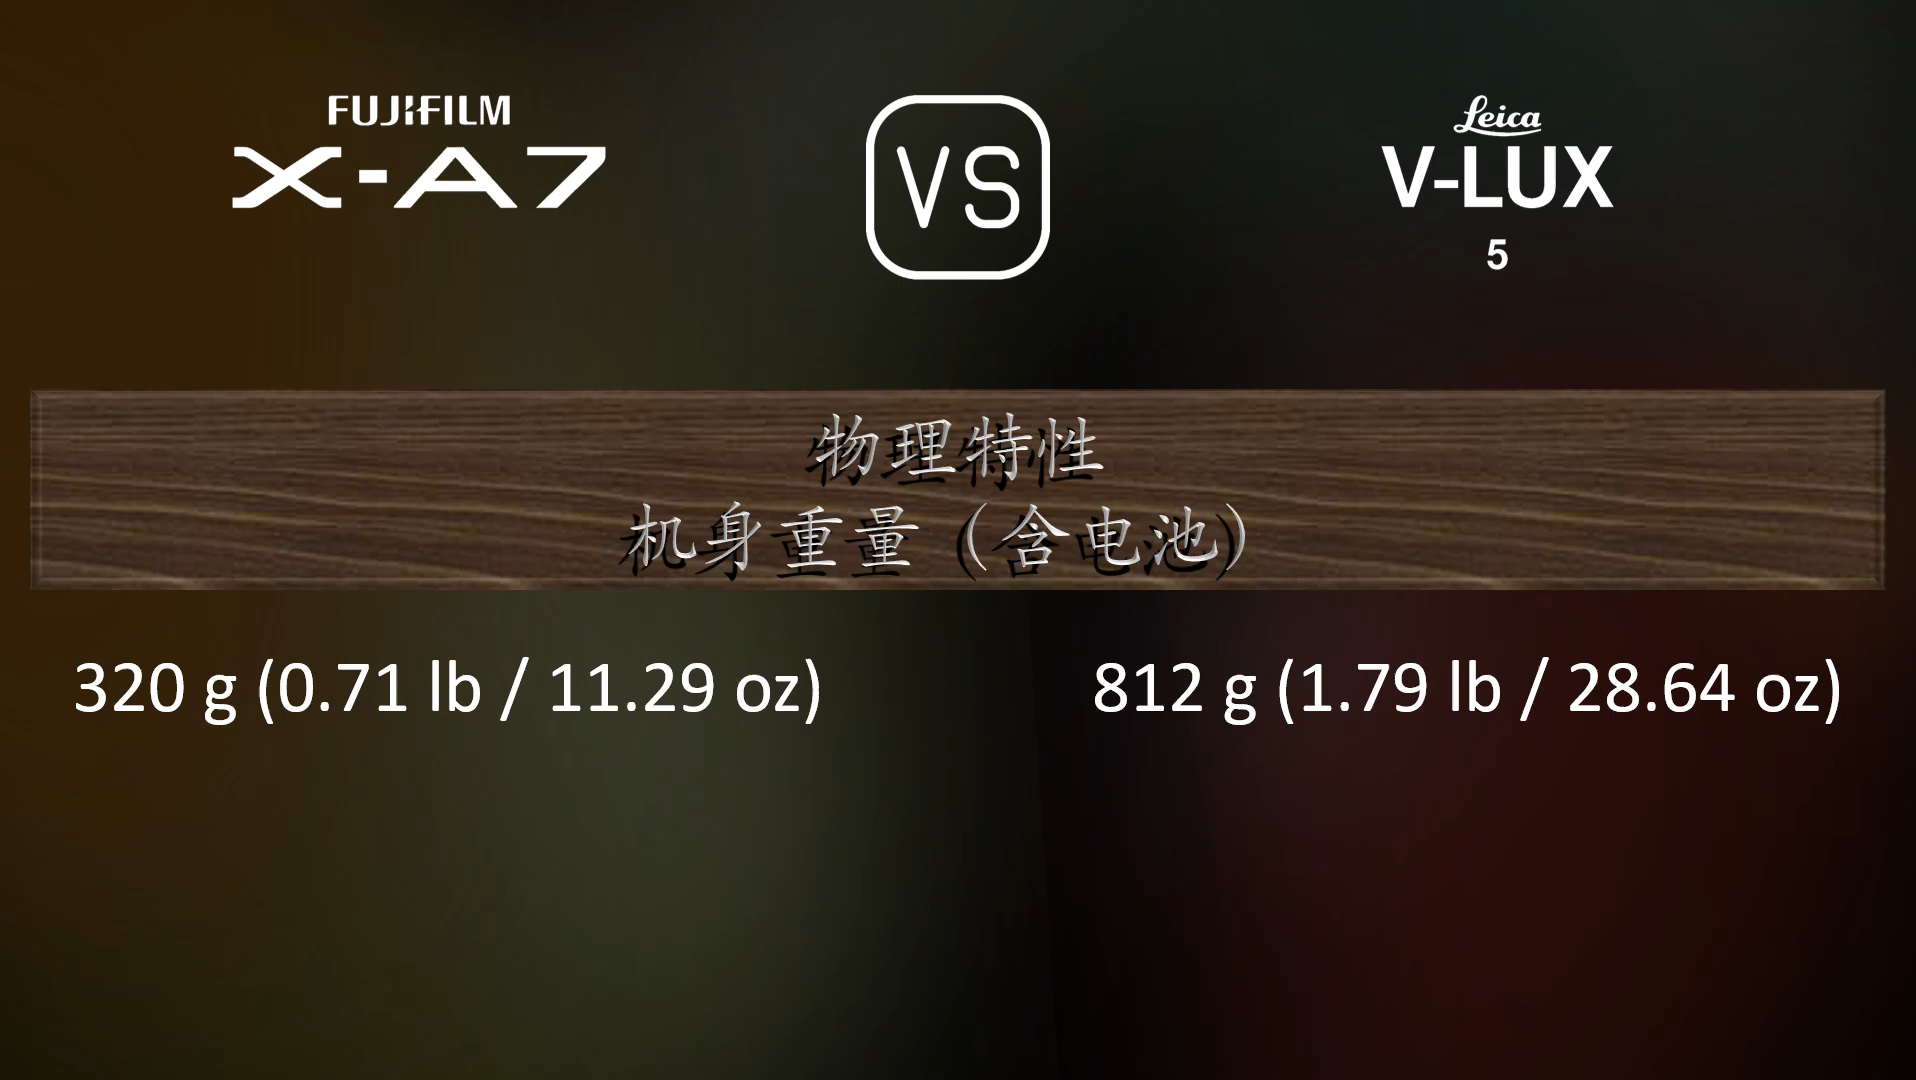 FUJIFILM
X-A7
VS
Leica
V-LUX
5
物理特性
机身重量（含电池）
320 g (0.71 lb / 11.29 oz)
812 g (1.79 lb / 28.64 oz)